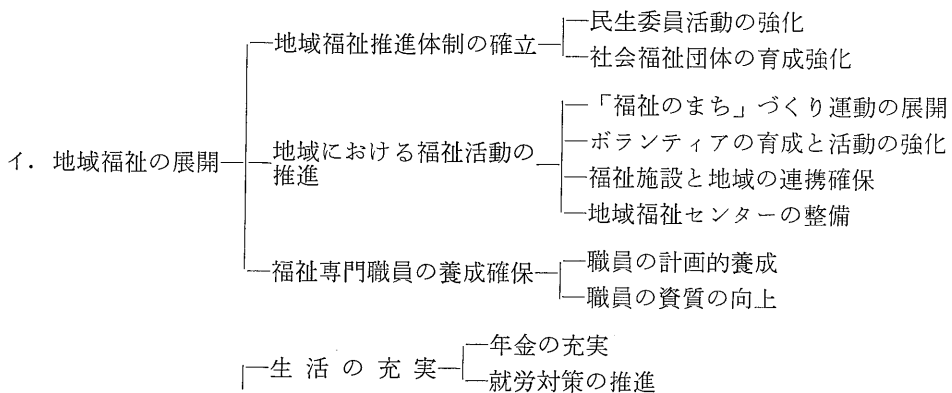 イ．地域福祉の展開
地域福祉推進体制の確立
民生委員活動の強化
社会福祉団体の育成強化
地域における福祉活動の
推進
「福祉のまち」づくり運動の展開
ボランティアの育成と活動の強化
福祉施設と地域の連携確保
地域福祉センターの整備
福祉専門職員の養成確保
職員の計画的養成
職員の資質の向上
生活の充実
年金の充実
就労対策の推進